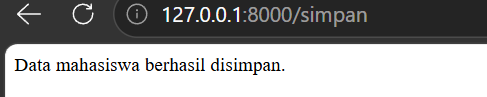 127.0.0.1:8000/simpan
Data mahasiswa berhasil disimpan.